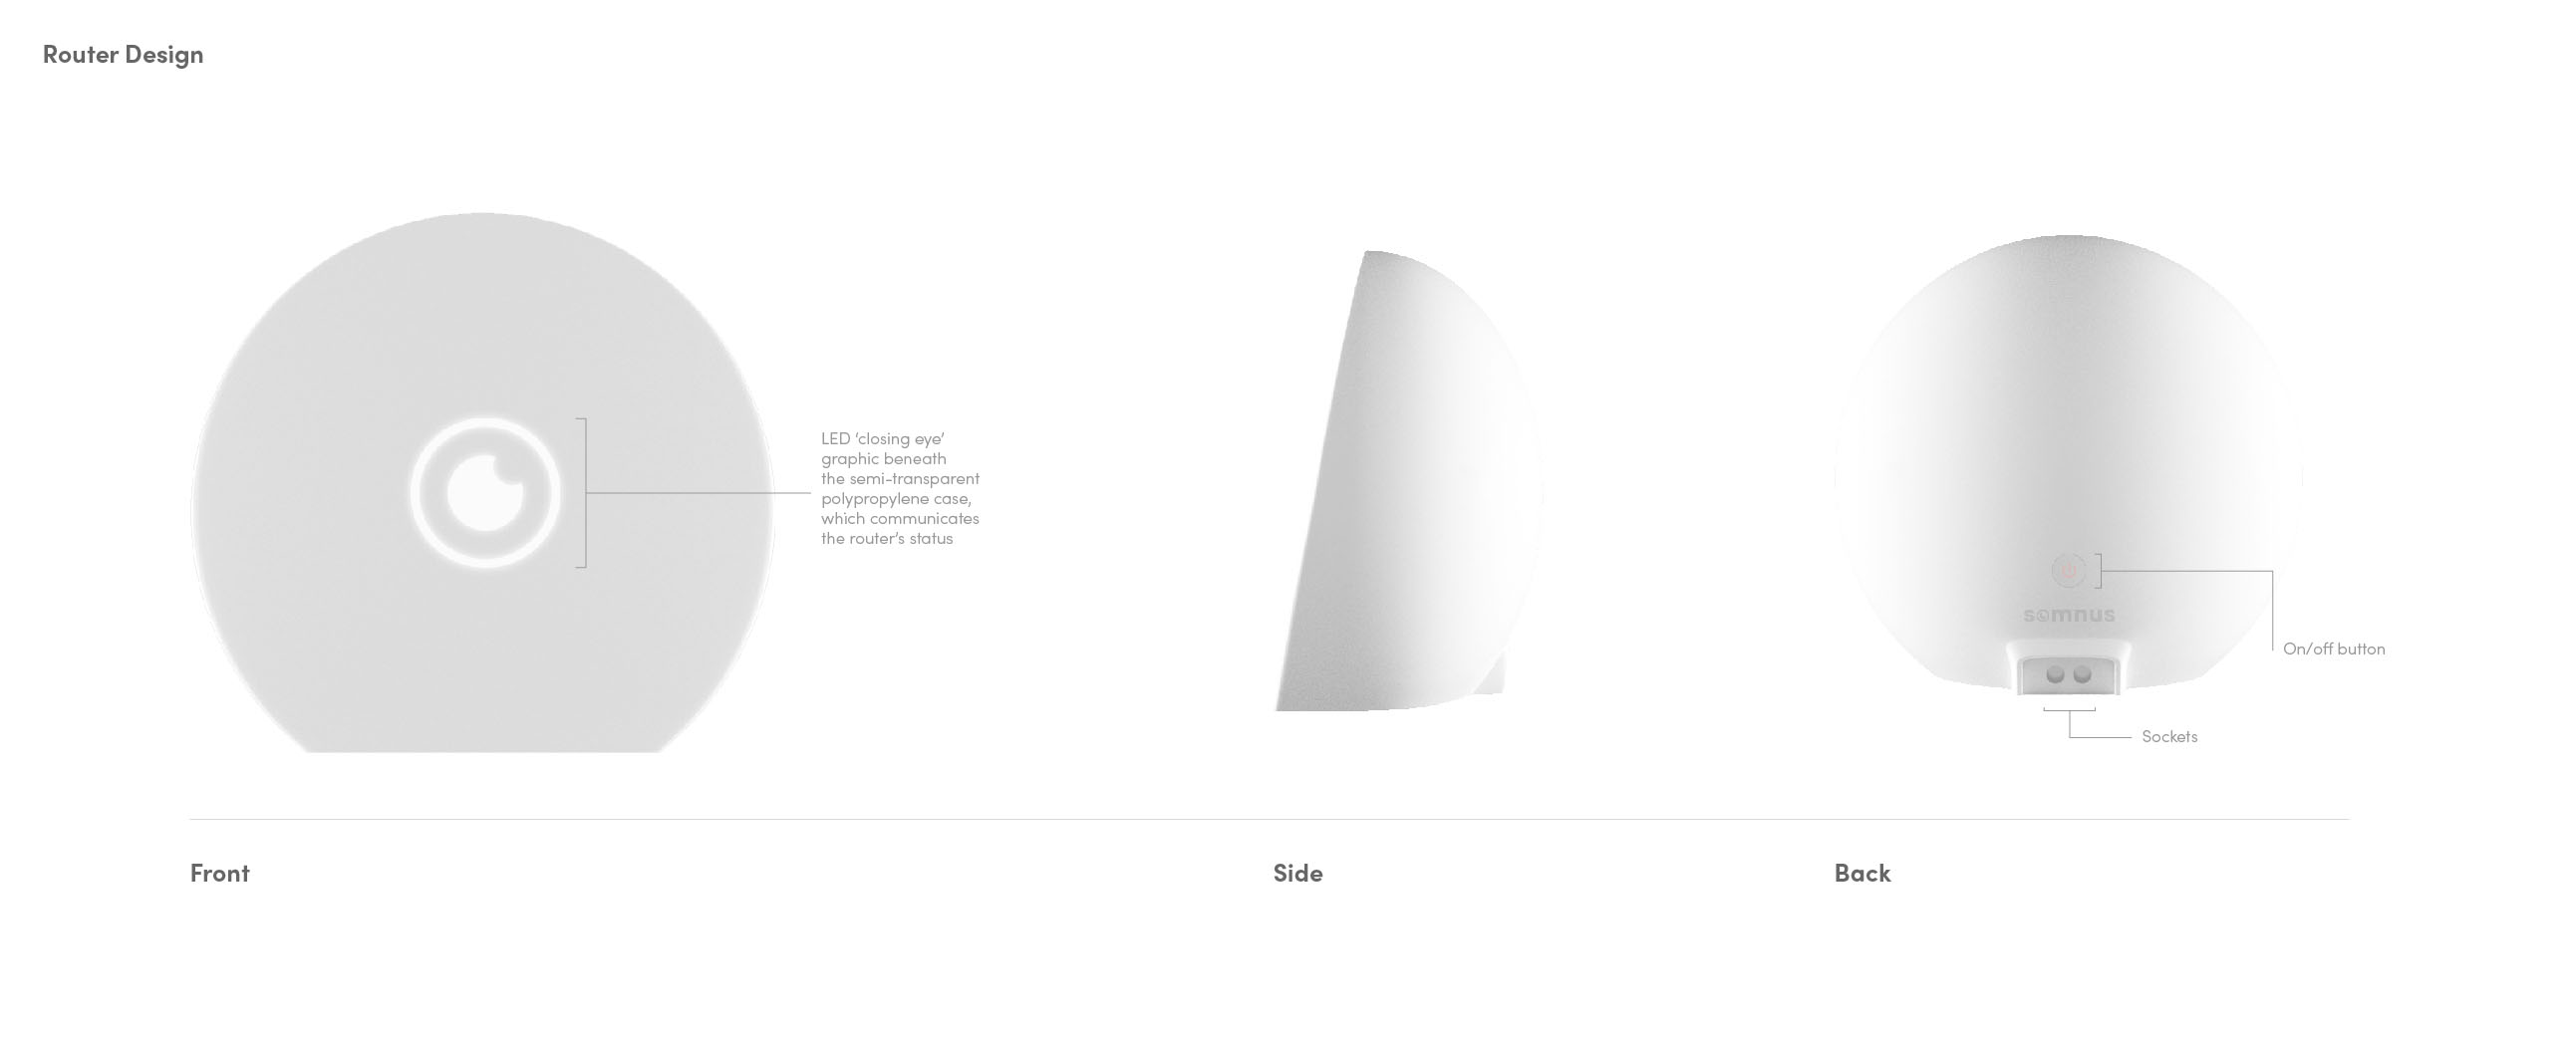 Router Design
LED ‘closing eye’
graphic beneath
the semi-transparent
polypropylene case,
which communicates
the router’s status
somnus
On/off button
Sockets
Front
Side
Back